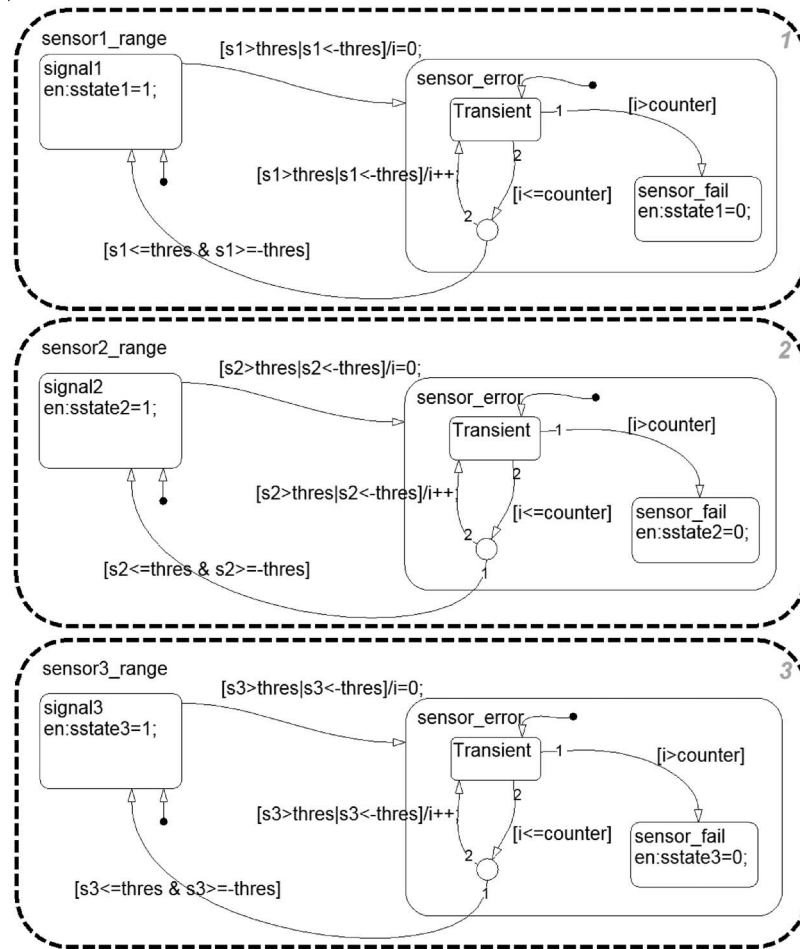 sensor1_range
1
[s1>thres|s1<-thres]/i=0;
signal1
en:sstate1=1;
sensor_error
Transient
1
[i>counter]
2
[s1>thres|s1<-thres]/i++;
[i<=counter]
sensor_fail
en:sstate1=0;
2
[s1<=thres & s1>=-thres]
sensor2_range
2
[s2>thres|s2<-thres]/i=0;
signal2
en:sstate2=1;
sensor_error
Transient
1
[i>counter]
2
[s2>thres|s2<-thres]/i++;
[i<=counter]
sensor_fail
en:sstate2=0;
2
[s2<=thres & s2>=-thres]
1
sensor3_range
3
[s3>thres|s3<-thres]/i=0;
signal3
en:sstate3=1;
sensor_error
Transient
1
[i>counter]
2
[s3>thres|s3<-thres]/i++;
[i<=counter]
sensor_fail
en:sstate3=0;
2
[s3<=thres & s3>=-thres]
1